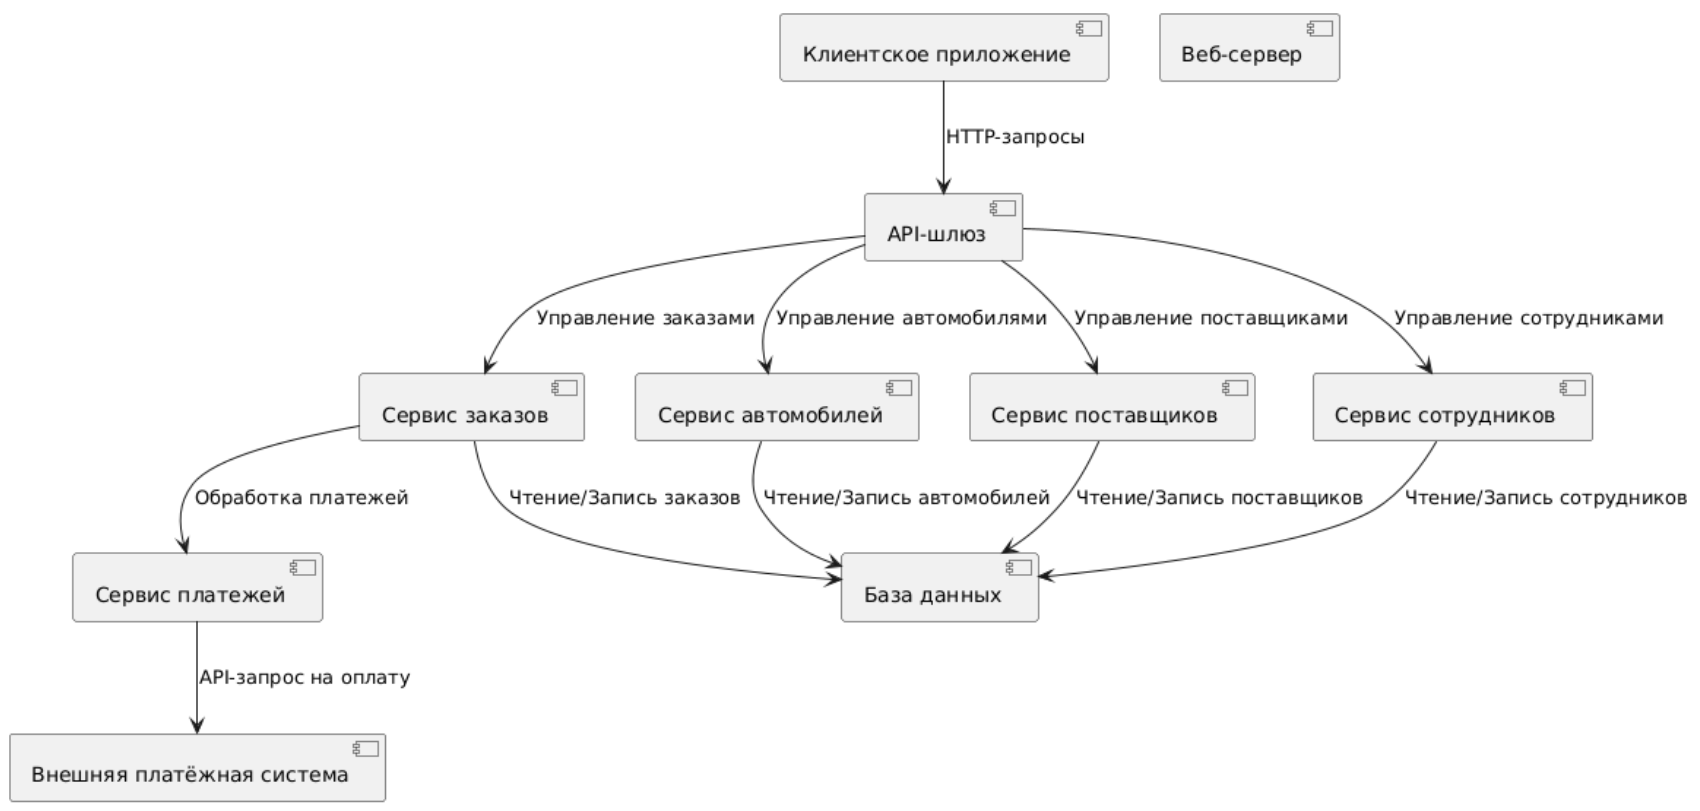 Клиентское приложение
Веб-сервер
HTTP-запросы
API-шлюз
Управление заказами
Управление автомобилями
Управление поставщиками
Управление сотрудниками
Сервис заказов
Сервис автомобилей
Сервис поставщиков
Сервис сотрудников
Обработка платежей
Чтение/Запись заказов
Чтение/Запись автомобилей
Чтение/Запись поставщиков
Чтение/Запись сотрудников
Сервис платежей
База данных
API-запрос на оплату
Внешняя платёжная система